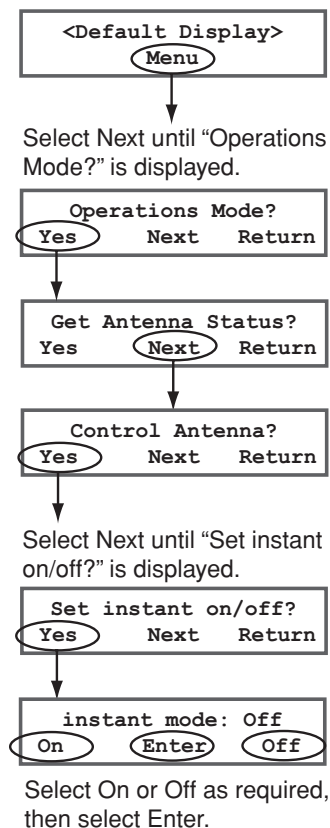 <Default Display>
Menu
Select Next until “Operations
Mode?” is displayed.
Operations Mode?
Yes Next Return
Get Antenna Status?
Yes Next Return
Control Antenna?
Yes Next Return
Select Next until “Set instant
on/off?” is displayed.
Set instant on/off?
Yes Next Return
instant mode: Off
On Enter Off
Select On or Off as required,
then select Enter.